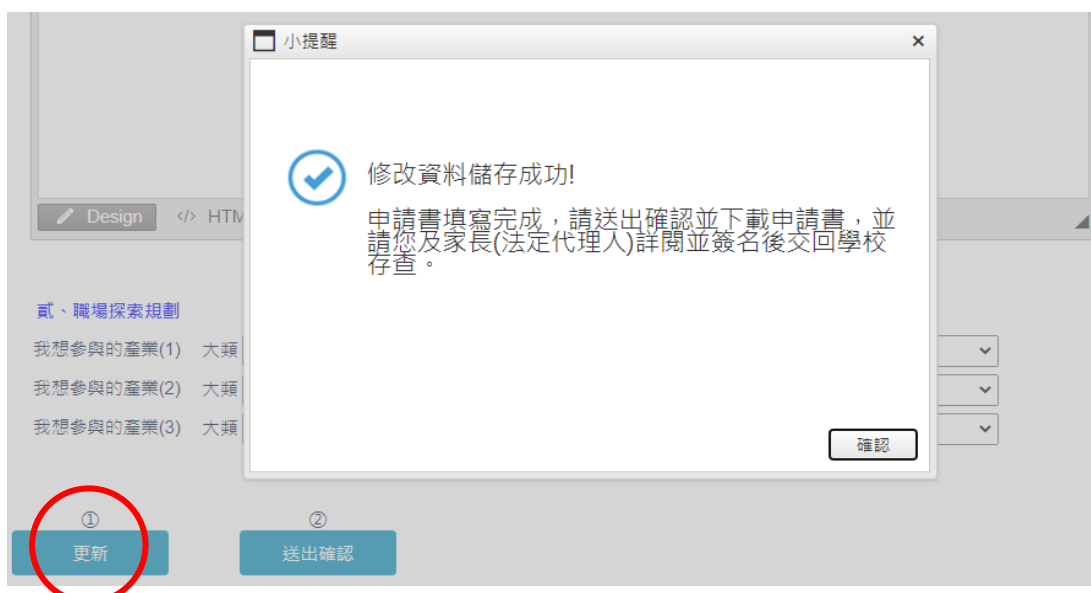 小提醒
×
修改資料儲存成功!
申請書填寫完成，請送出確認並下載申請書，並
請您及家長(法定代理人)詳閱並簽名後交回學校
存查。
Design </> HTM
貳、職場探索規劃
我想參與的產業(1) 大類
我想參與的產業(2) 大類
我想參與的產業(3) 大類
確認
① ②
更新 送出確認